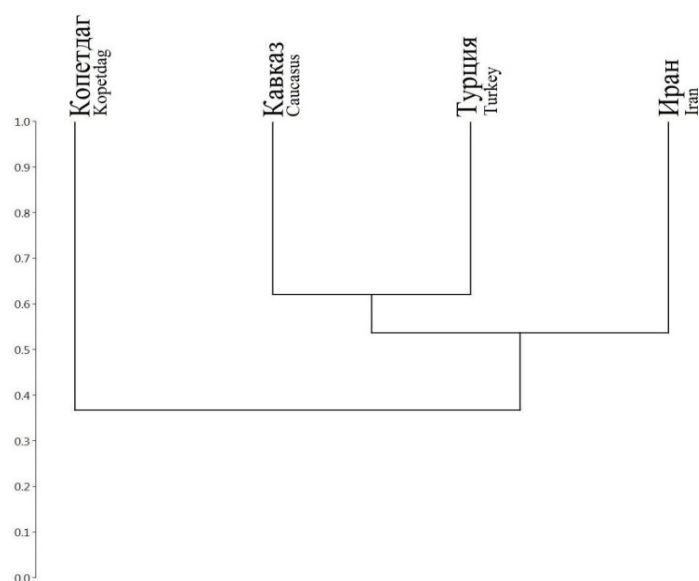 Копетдаг
Kopetdag
Кавказ
Caucasus
Турция
Turkey
Иран
Iran
1.0
0.9
0.8
0.7
0.6
0.5
0.4
0.3
0.2
0.1
0.0